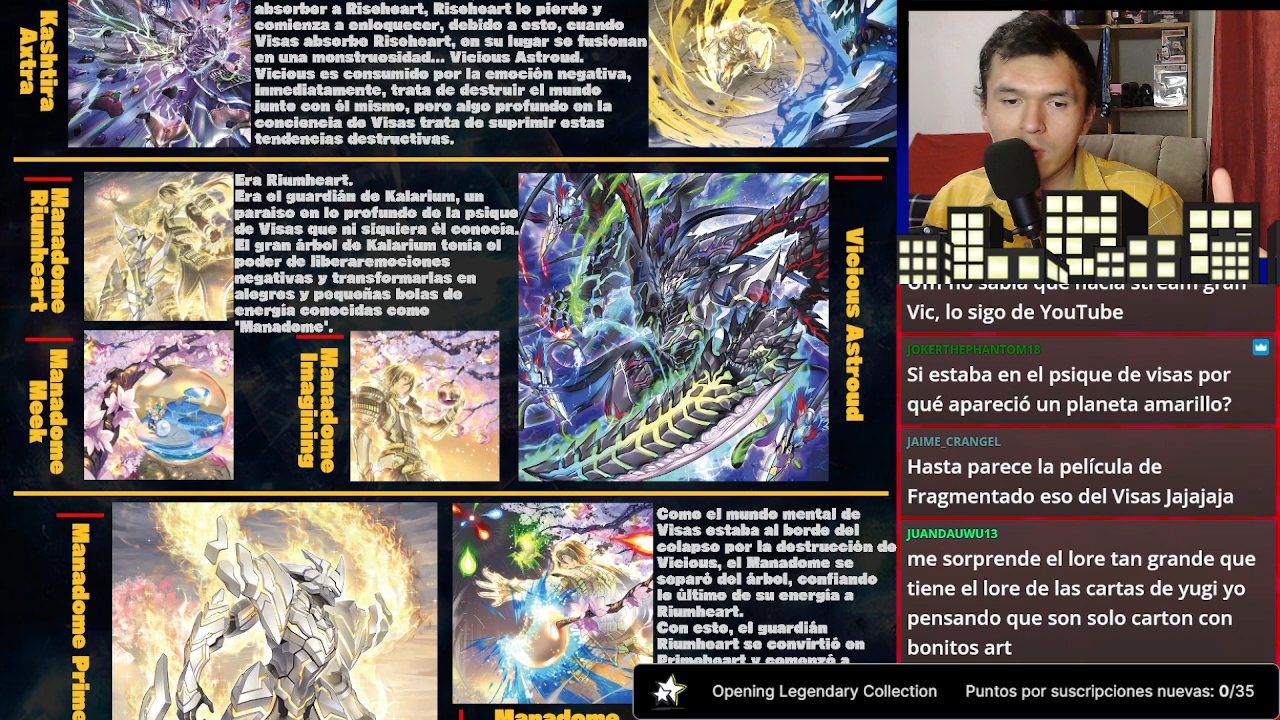 absorber a Riseheart, Riseheart lo pierde y
comienza a enloquecer, debido a esto, cuando
Visas absorbe Riseheart, en su lugar se fusionan
en una monstruosidad... Vicious Astroud.
Vicious es consumido por la emoción negativa,
Inmediatamente, trata de destruir el mundo
junto con él mismo, pero algo profundo en la
conciencia de Visas trata de suprimir estas
tendencias destructivas.
Kashtira
Axtra
Manadome
Riumheart
Era Riumheart.
Era el guardián de Kalarium, un
paraíso en lo profundo de la psique
de Visas que ni siquiera él conocía.
El gran árbol de Kalarium tenía el
poder de liberaremociones
negativas y transformarlas en
alegres y pequeñas bolas de
energía conocidas como
'Manadome'.
Vicious Astroud
Manadome
Meek
Manadome
Imagining
Manadome Prime
Como el mundo mental de
Visas estaba al borde del
colapso por la destrucción de
Vicious, el Manadome se
separó del árbol, confiando
lo último de su energía a
Riumheart.
Con esto, el guardián
Riumheart se convirtió en
Primeheart y comenzó a
Manadome
Uff no sabía que hacía stream gran
Vic, lo sigo de YouTube
JOKERTHEPHANTOM18
Si estaba en el psique de visas por
qué apareció un planeta amarillo?
JAIME_CRANGEL
Hasta parece la película de
Fragmentado eso del Visas Jajajaja
JUANDAUWU13
me sorprende el lore tan grande que
tiene el lore de las cartas de yugi yo
pensando que son solo carton con
bonitos art
Opening Legendary Collection
Puntos por suscripciones nuevas: 0/35